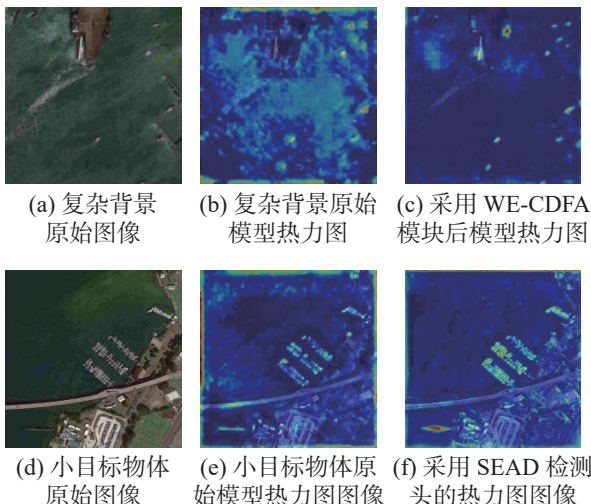 (a) 复杂背景
原始图像
(b) 复杂背景原始
模型热力图
(c) 采用 WE-CDFA
模块后模型热力图
(d) 小目标物体
原始图像
(e) 小目标物体原
始模型热力图图像
(f) 采用 SEAD 检测
头的热力图图像